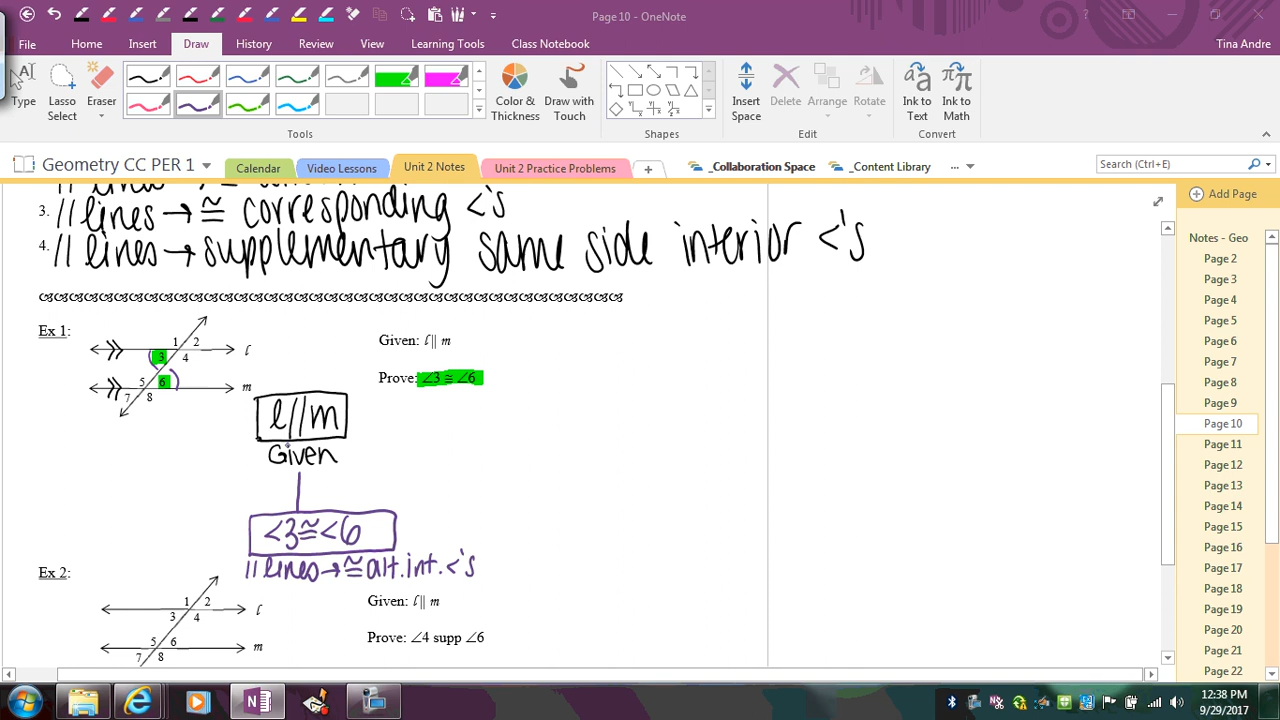 Page 10 - OneNote
Tina Andre
File Home Insert Draw History Review View Learning Tools Class Notebook
Type Lasso Select Eraser Color & Thickness Draw with Touch Insert Space Delete Arrange Rotate Ink to Text Ink to Math
Tools Shapes Edit Convert
Geometry CC PER 1 Calendar Video Lessons Unit 2 Notes Unit 2 Practice Problems _Collaboration Space _Content Library ... Search (Ctrl+E)
Add Page
Notes - Geo
Page 2
Page 3
Page 4
Page 5
Page 6
Page 7
Page 8
Page 9
Page 10
Page 11
Page 12
Page 13
Page 14
Page 15
Page 16
Page 17
Page 18
Page 19
Page 20
Page 21
Page 22
3. // lines → ≅ corresponding <'s
4. // lines → supplementary same side interior <'s
Ex 1:
1 2
3 4 l
5 6 m
7 8
Given: l || m
Prove: ∠3 ≅ ∠6
l // m
Given
<3 ≅ <6
// lines → ≅ alt. int. <'s
Ex 2:
1 2
3 4 l
5 6 m
7 8
Given: l || m
Prove: ∠4 supp ∠6
12:38 PM
9/29/2017